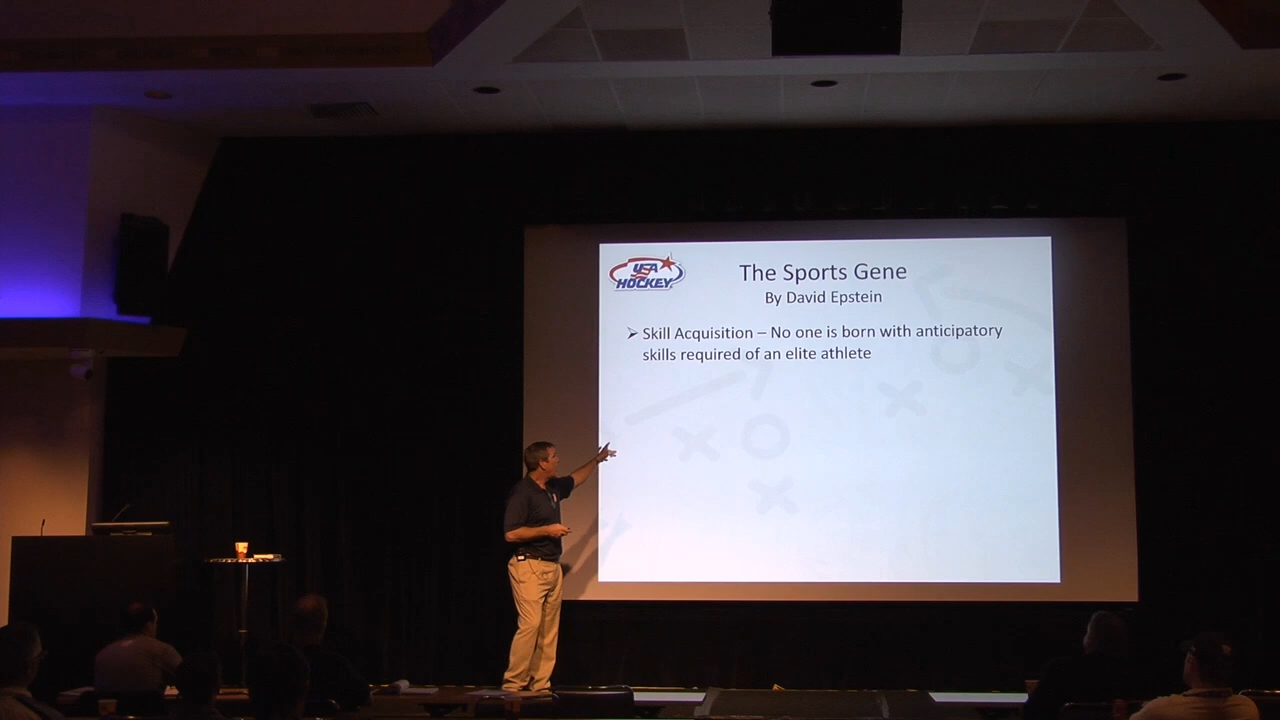 USA
HOCKEY
The Sports Gene
By David Epstein
➢ Skill Acquisition – No one is born with anticipatory
skills required of an elite athlete